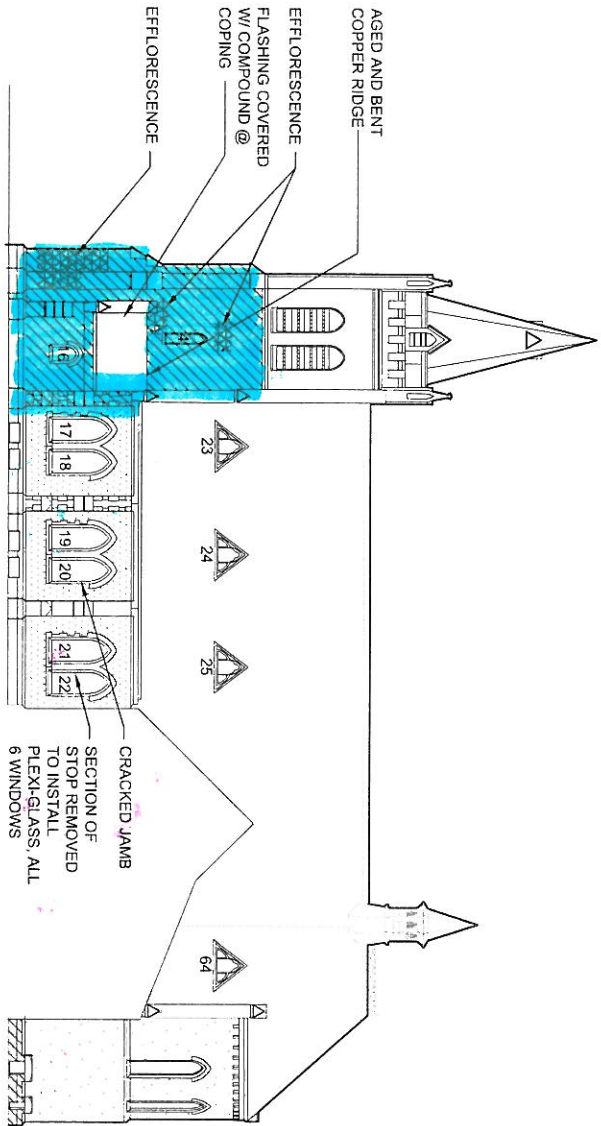 AGED AND BENT
COPPER RIDGE
EFFLORESCENCE
FLASHING COVERED
W/ COMPOUND @
COPING
EFFLORESCENCE
23
24
25
64
16
17
18
19
20
21
22
CRACKED JAMB
SECTION OF
STOP REMOVED
TO INSTALL
PLEXI-GLASS, ALL
6 WINDOWS